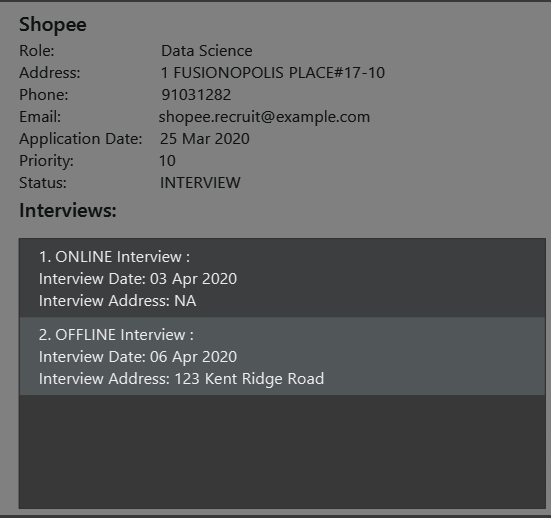 Shopee
Role: Data Science
Address: 1 FUSIONOPOLIS PLACE#17-10
Phone: 91031282
Email: shopee.recruit@example.com
Application Date: 25 Mar 2020
Priority: 10
Status: INTERVIEW
Interviews:
1. ONLINE Interview :
Interview Date: 03 Apr 2020
Interview Address: NA
2. OFFLINE Interview :
Interview Date: 06 Apr 2020
Interview Address: 123 Kent Ridge Road